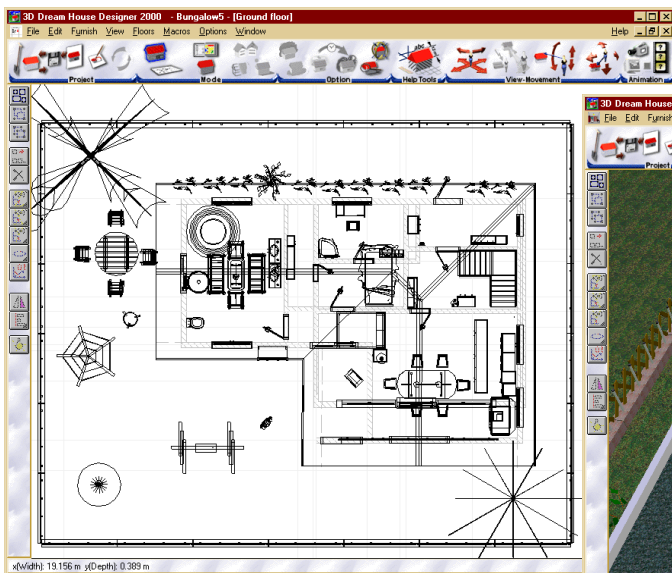 3D Dream House Designer 2000 - Bungalow5 - [Ground floor]
File Edit Furnish View Floors Macros Options Window Help
Project Mode Option Help Tools View-Movement Animation
3D Dream House
File Edit Furnish
Project
x(Width): 19.156 m y(Depth): 0.389 m